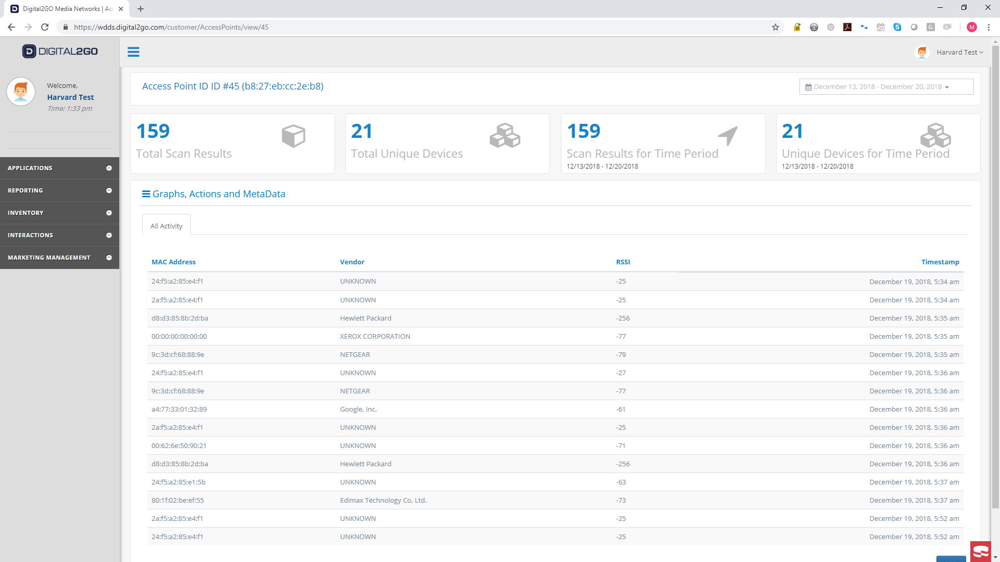 Digital2GO Media Networks | Acc
https://wdds.digital2go.com/customer/AccessPoints/view/45
M
DIGITAL2GO
Harvard Test
Welcome,
Harvard Test
Time: 1:33 pm
APPLICATIONS
REPORTING
INVENTORY
INTERACTIONS
MARKETING MANAGEMENT
Access Point ID ID #45 (b8:27:eb:cc:2e:b8)
December 13, 2018 - December 20, 2018
159
Total Scan Results
21
Total Unique Devices
159
Scan Results for Time Period
12/13/2018 - 12/20/2018
21
Unique Devices for Time Period
12/13/2018 - 12/20/2018
Graphs, Actions and MetaData
All Activity
MAC Address Vendor RSSI Timestamp
24:f5:a2:85:e4:f1 UNKNOWN -25 December 19, 2018, 5:34 am
2a:f5:a2:85:e4:f1 UNKNOWN -25 December 19, 2018, 5:34 am
d8:d3:85:8b:2d:ba Hewlett Packard -256 December 19, 2018, 5:35 am
00:00:00:00:00:00 XEROX CORPORATION -77 December 19, 2018, 5:35 am
9c:3d:cf:68:88:9e NETGEAR -79 December 19, 2018, 5:35 am
24:f5:a2:85:e4:f1 UNKNOWN -27 December 19, 2018, 5:36 am
9c:3d:cf:68:88:9e NETGEAR -77 December 19, 2018, 5:36 am
a4:77:33:01:32:89 Google, Inc. -61 December 19, 2018, 5:36 am
2a:f5:a2:85:e4:f1 UNKNOWN -25 December 19, 2018, 5:36 am
00:62:6e:50:90:21 UNKNOWN -71 December 19, 2018, 5:36 am
d8:d3:85:8b:2d:ba Hewlett Packard -256 December 19, 2018, 5:36 am
24:f5:a2:85:e1:5b UNKNOWN -63 December 19, 2018, 5:37 am
80:1f:02:be:ef:55 Edimax Technology Co. Ltd. -73 December 19, 2018, 5:37 am
2a:f5:a2:85:e4:f1 UNKNOWN -25 December 19, 2018, 5:52 am
24:f5:a2:85:e4:f1 UNKNOWN -25 December 19, 2018, 5:52 am